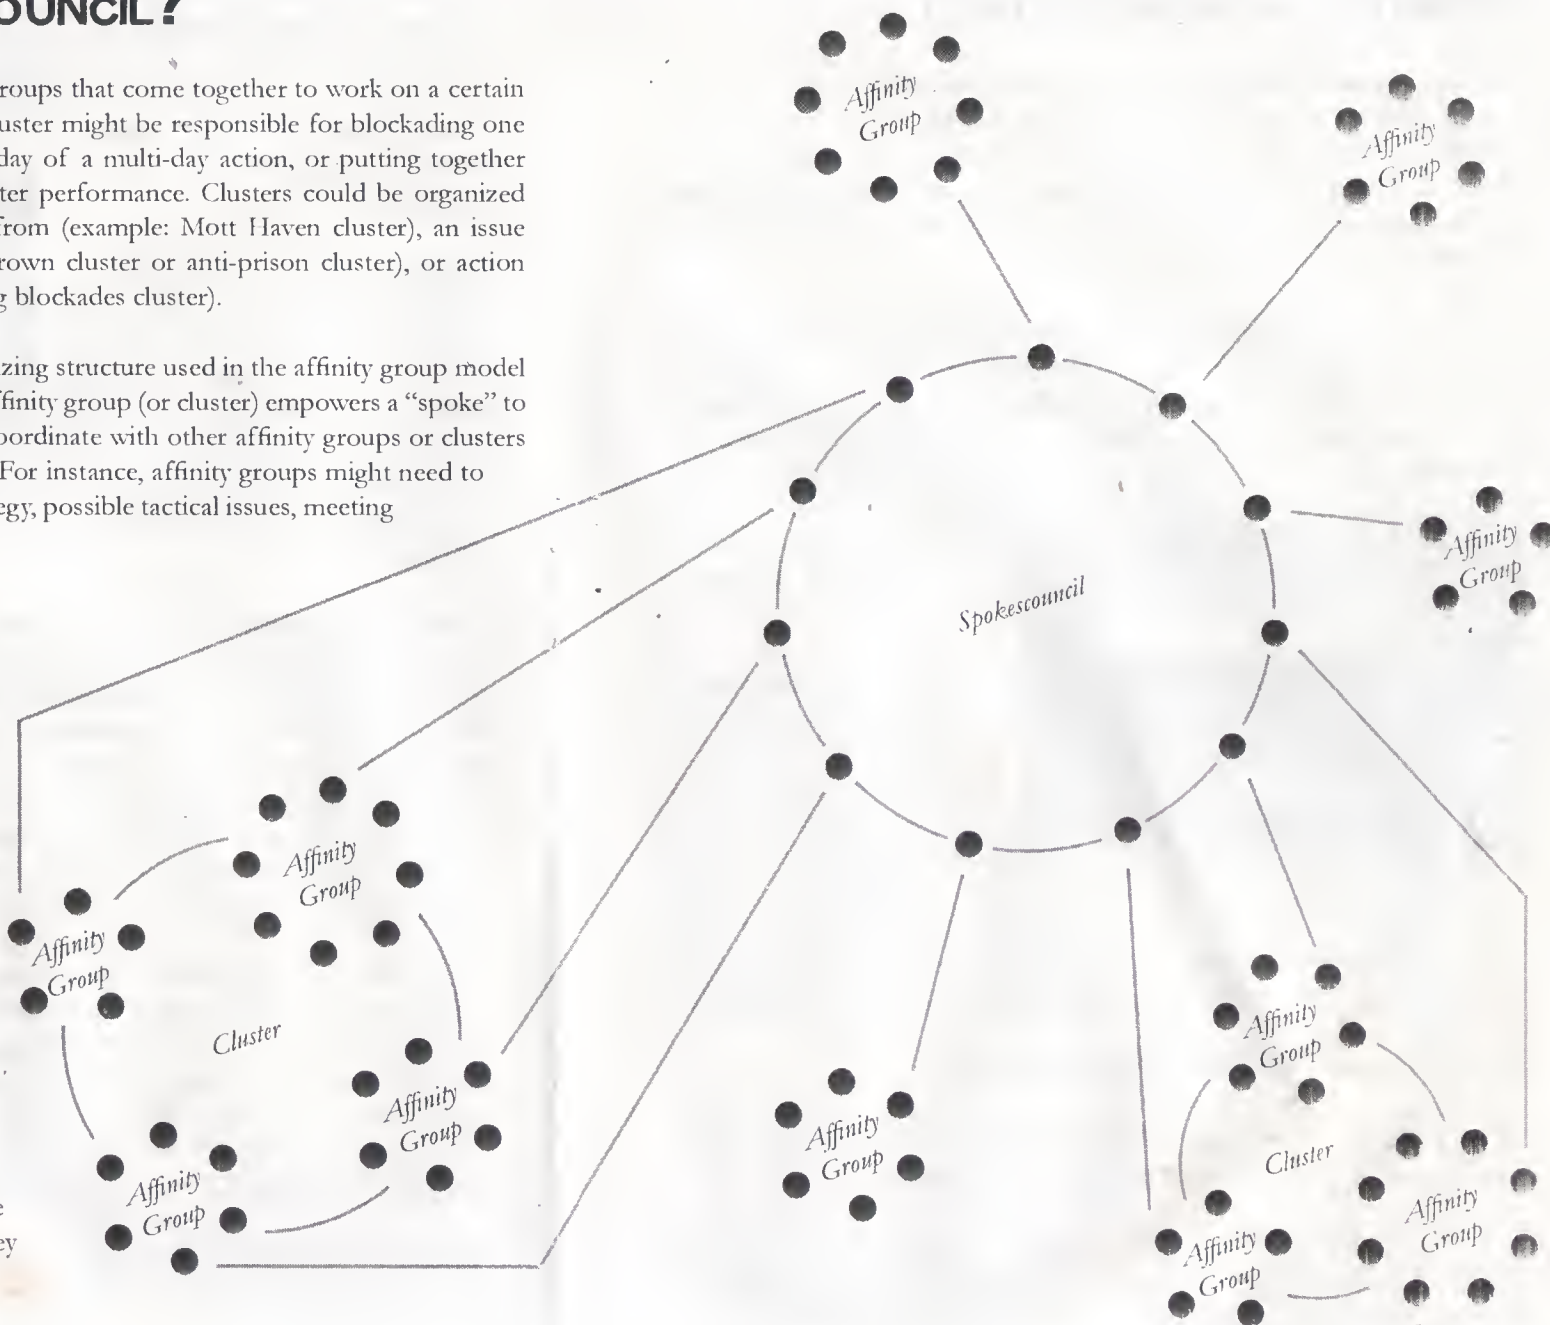 OUNCIL?
roups that come together to work on a certain
uster might be responsible for blockading one
day of a multi-day action, or putting together
ter performance. Clusters could be organized
from (example: Mott Haven cluster), an issue
rown cluster or anti-prison cluster), or action
g blockades cluster).
zing structure used in the affinity group model
ffinity group (or cluster) empowers a “spoke” to
oordinate with other affinity groups or clusters
For instance, affinity groups might need to
egy, possible tactical issues, meeting
e
ey
Affinity
Group
Affinity
Group
Affinity
Group
Spokescouncil
Affinity
Group
Affinity
Group
Cluster
Affinity
Group
Affinity
Group
Affinity
Group
Affinity
Group
Cluster
Affinity
Group
Affinity
Group